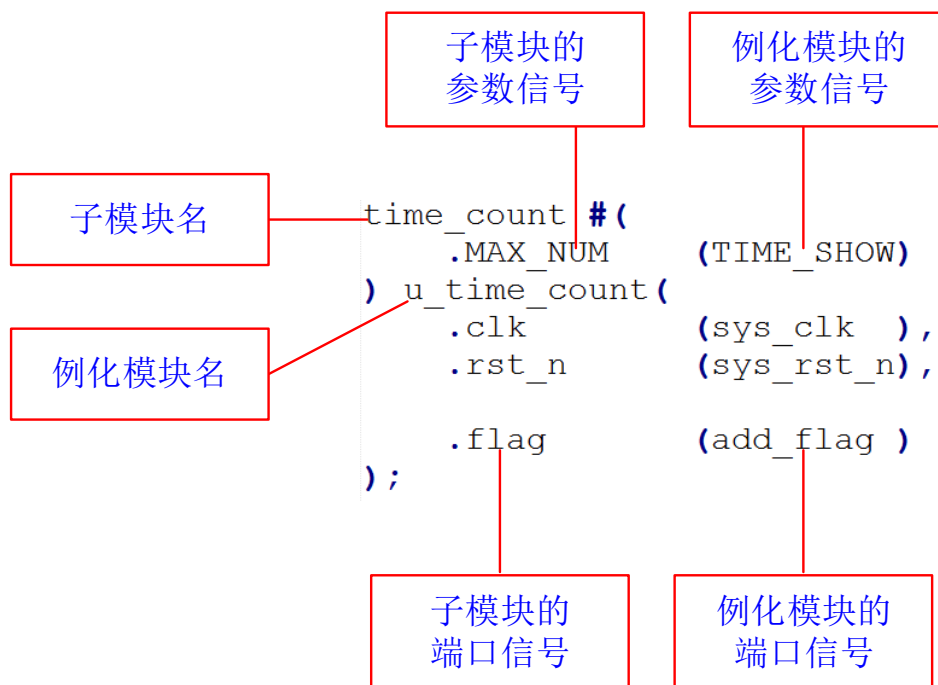 子模块的
参数信号
例化模块的
参数信号
子模块名
time_count #(
.MAX_NUM (TIME_SHOW)
) u_time_count(
.clk (sys_clk ),
.rst_n (sys_rst_n),
.flag (add_flag )
);
例化模块名
子模块的
端口信号
例化模块的
端口信号